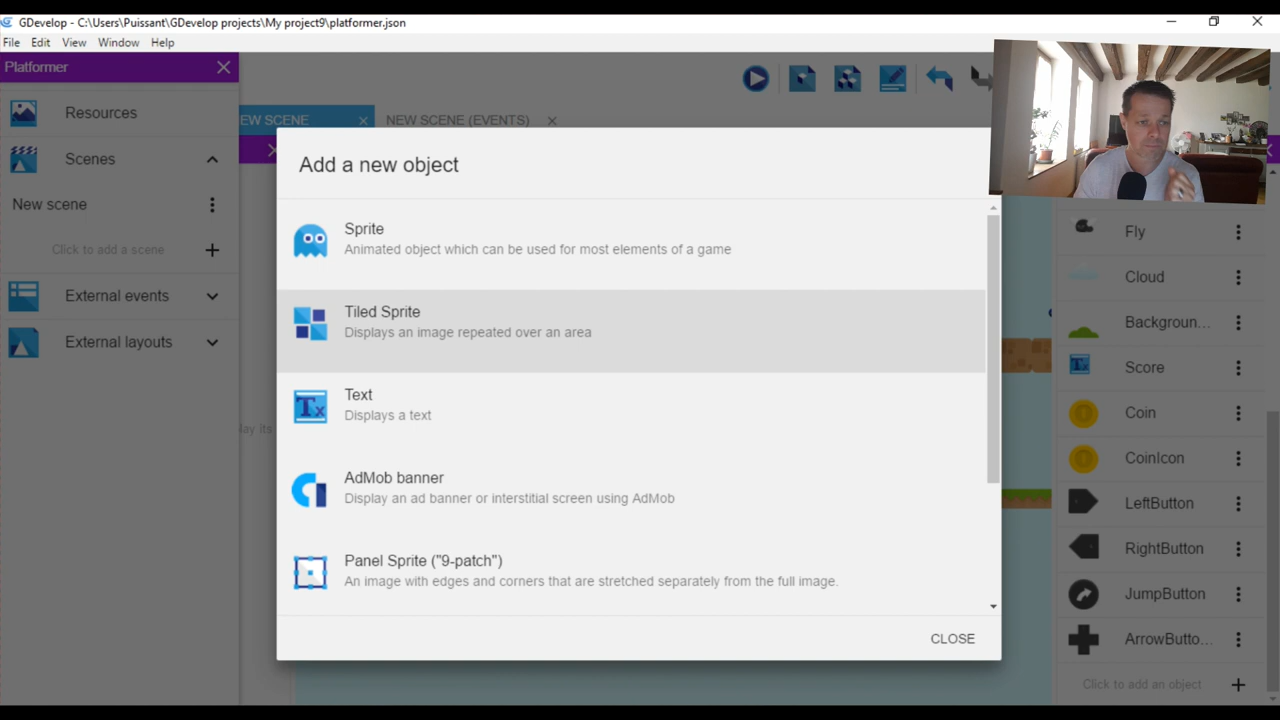 GDevelop - C:\Users\Puissant\GDevelop projects\My project9\platformer.json
File Edit View Window Help
Platformer
Resources
Scenes
New scene
Click to add a scene
External events
External layouts
EW SCENE
NEW SCENE (EVENTS)
lay its
Add a new object
Sprite
Animated object which can be used for most elements of a game
Tiled Sprite
Displays an image repeated over an area
Tx
Text
Displays a text
AdMob banner
Display an ad banner or interstitial screen using AdMob
Panel Sprite ("9-patch")
An image with edges and corners that are stretched separately from the full image.
CLOSE
Fly
Cloud
Backgroun...
Tx
Score
Coin
CoinIcon
LeftButton
RightButton
JumpButton
ArrowButto...
Click to add an object